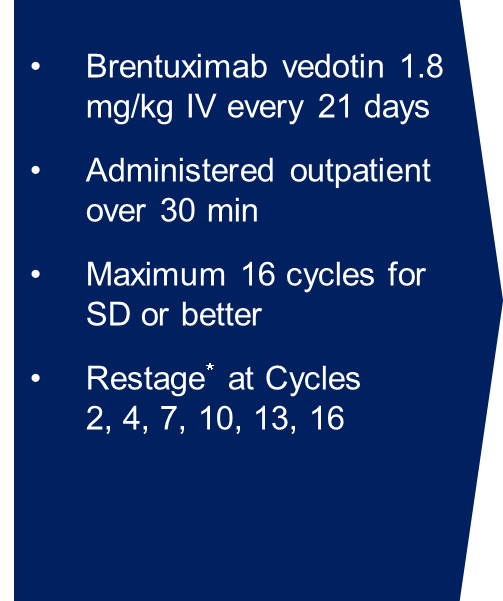 • Brentuximab vedotin 1.8
mg/kg IV every 21 days
• Administered outpatient
over 30 min
• Maximum 16 cycles for
SD or better
• Restage* at Cycles
2, 4, 7, 10, 13, 16